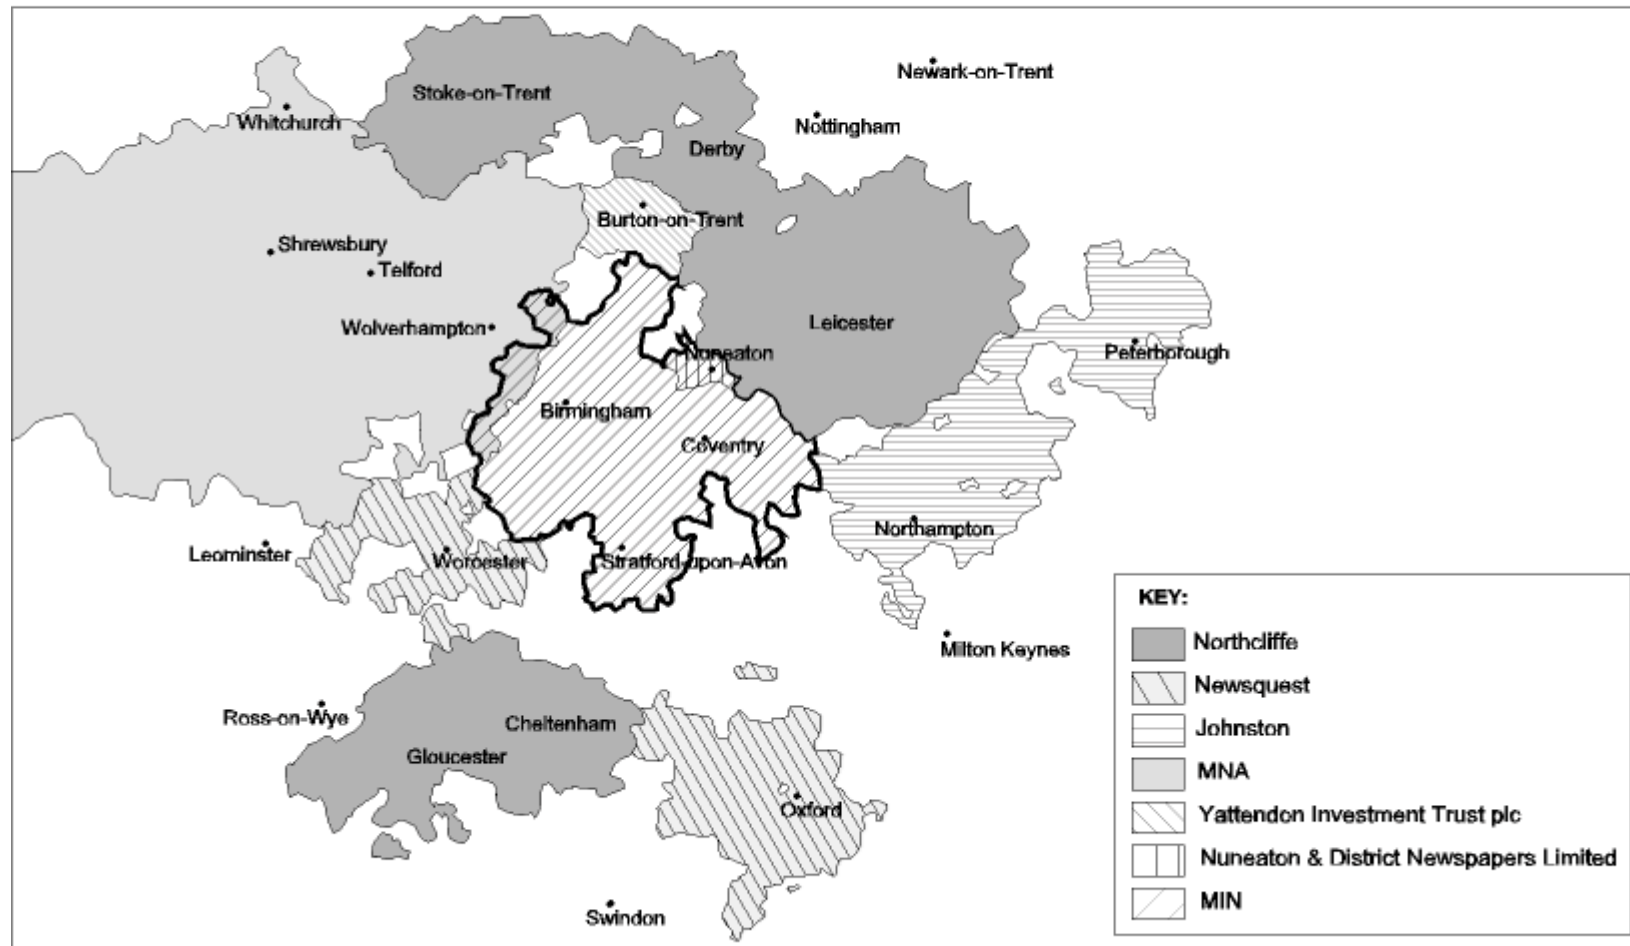 Newark-on-Trent
Stoke-on-Trent
Whitchurch
Nottingham
Derby
Burton-on-Trent
Shrewsbury
Telford
Wolverhampton
Leicester
Nuneaton
Peterborough
Birmingham
Coventry
Northampton
Leominster
Worcester
Stratford-upon-Avon
Milton Keynes
Ross-on-Wye
Cheltenham
Gloucester
Oxford
Swindon
KEY:
Northcliffe
Newsquest
Johnston
MNA
Yattendon Investment Trust plc
Nuneaton & District Newspapers Limited
MIN